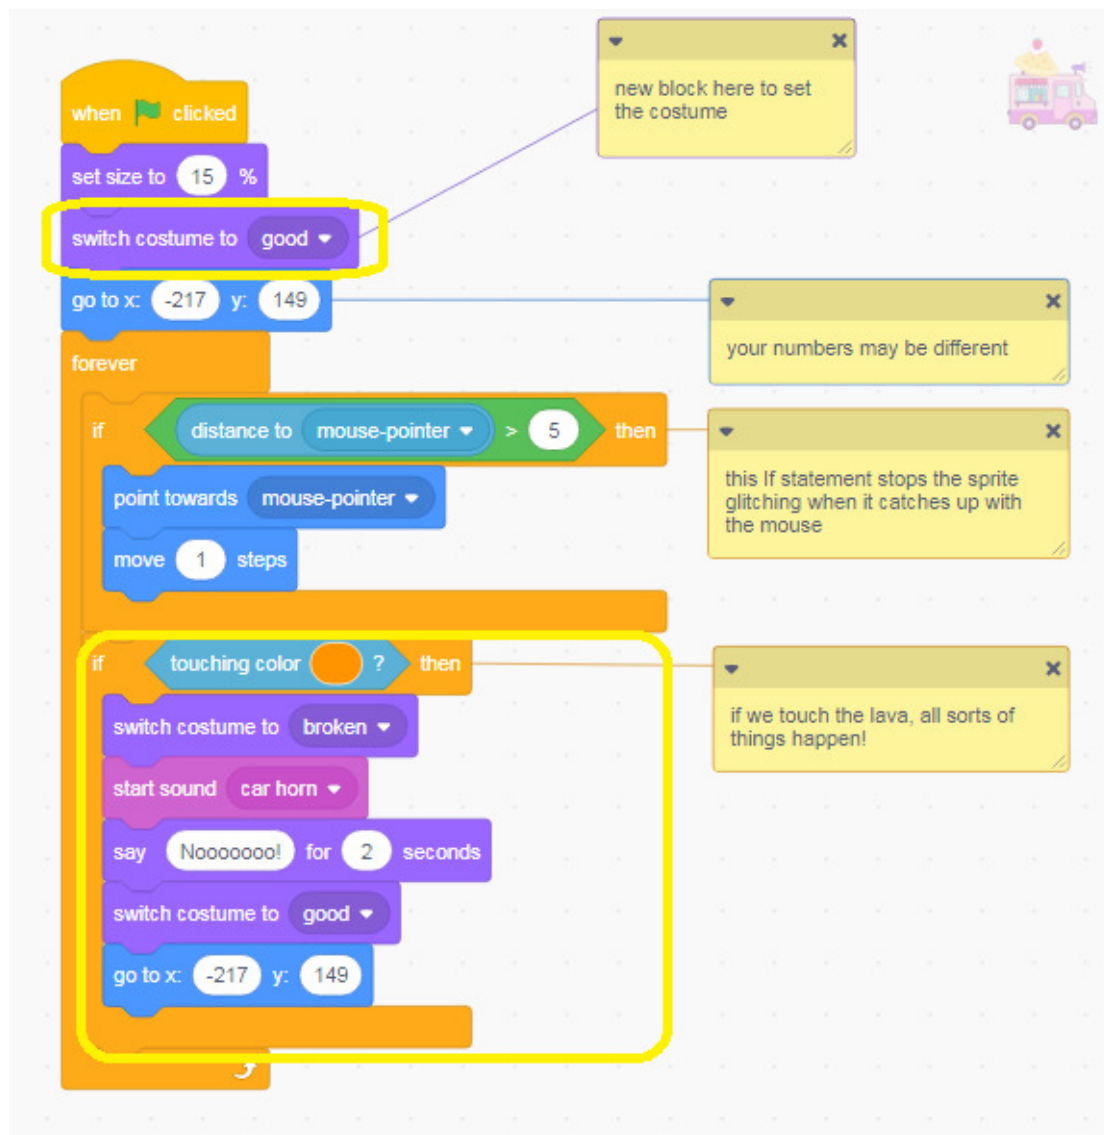 new block here to set
the costume
when clicked
set size to 15 %
switch costume to good
go to x: -217 y: 149
your numbers may be different
forever
if distance to mouse-pointer > 5 then
this If statement stops the sprite
glitching when it catches up with
the mouse
point towards mouse-pointer
move 1 steps
if touching color ? then
if we touch the lava, all sorts of
things happen!
switch costume to broken
start sound car horn
say Nooooooo! for 2 seconds
switch costume to good
go to x: -217 y: 149